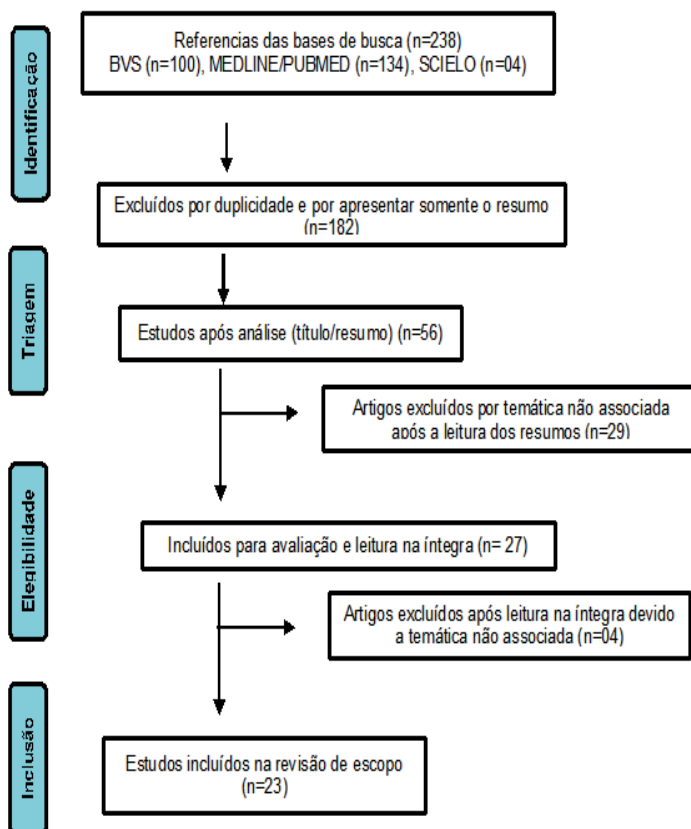 Identificação
Referencias das bases de busca (n=238)
BVS (n=100), MEDLINE/PUBMED (n=134), SCIELO (n=04)
Excluídos por duplicidade e por apresentar somente o resumo
(n=182)
Triagem
Estudos após análise (título/resumo) (n=56)
Artigos excluídos por temática não associada
após a leitura dos resumos (n=29)
Elegibilidade
Incluídos para avaliação e leitura na íntegra (n= 27)
Artigos excluídos após leitura na íntegra devido
a temática não associada (n=04)
Inclusão
Estudos incluídos na revisão de escopo
(n=23)